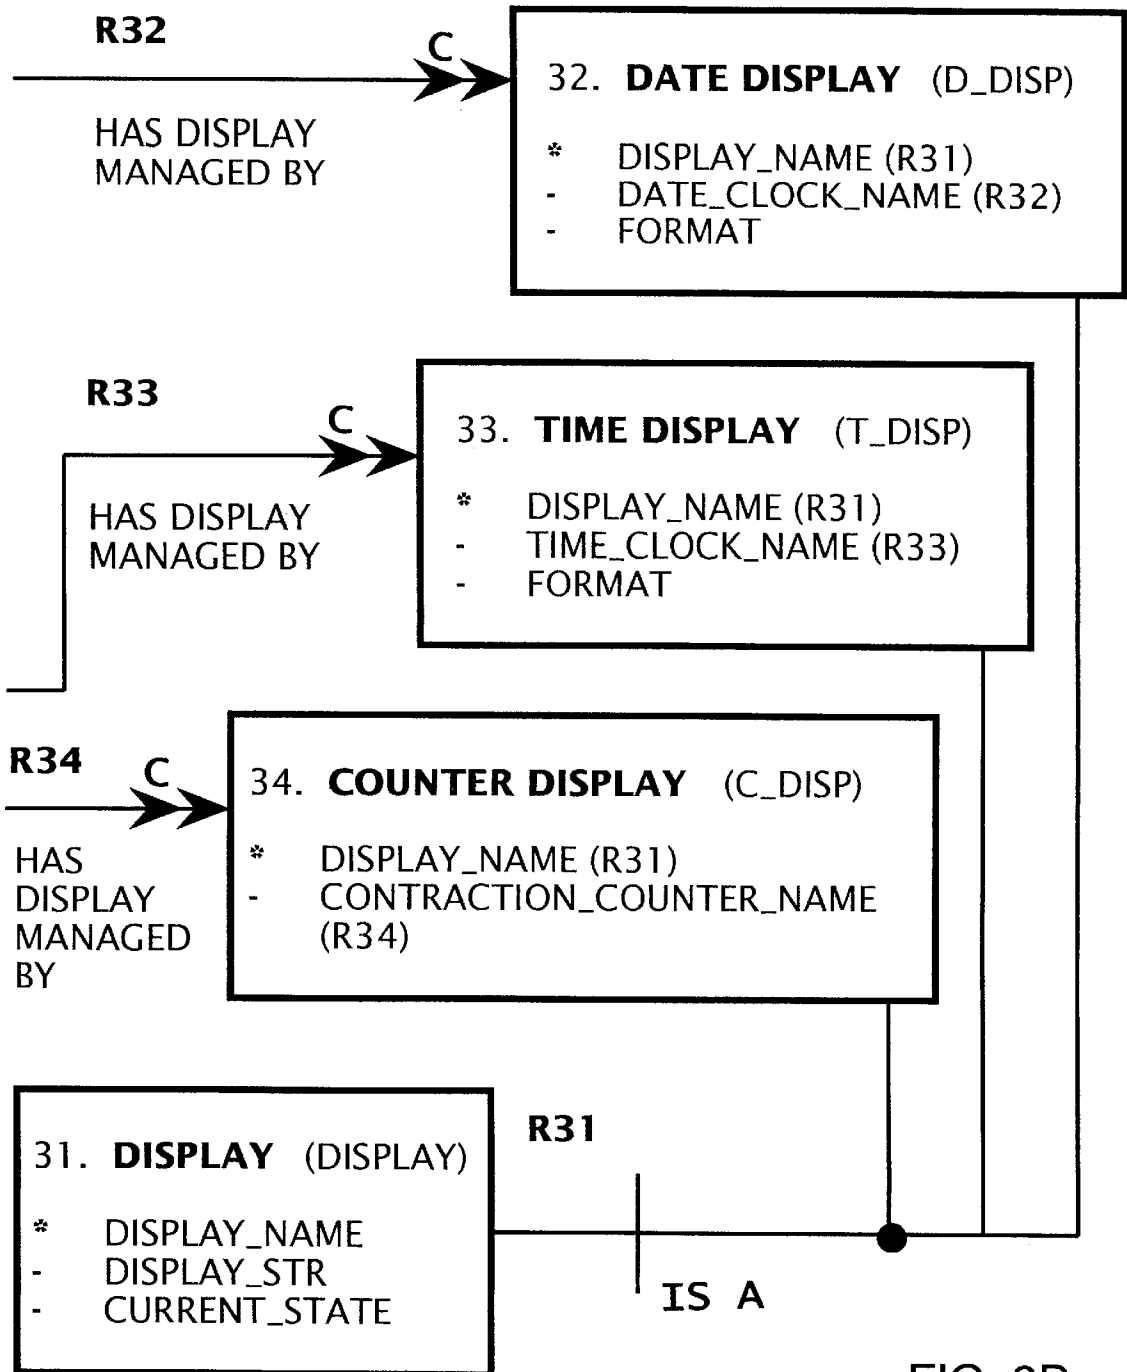 R32
C
HAS DISPLAY
MANAGED BY
32. DATE DISPLAY (D_DISP)
* DISPLAY_NAME (R31)
- DATE_CLOCK_NAME (R32)
- FORMAT
R33
C
HAS DISPLAY
MANAGED BY
33. TIME DISPLAY (T_DISP)
* DISPLAY_NAME (R31)
- TIME_CLOCK_NAME (R33)
- FORMAT
R34
C
HAS
DISPLAY
MANAGED
BY
34. COUNTER DISPLAY (C_DISP)
* DISPLAY_NAME (R31)
- CONTRACTION_COUNTER_NAME
(R34)
31. DISPLAY (DISPLAY)
* DISPLAY_NAME
- DISPLAY_STR
- CURRENT_STATE
R31
IS A